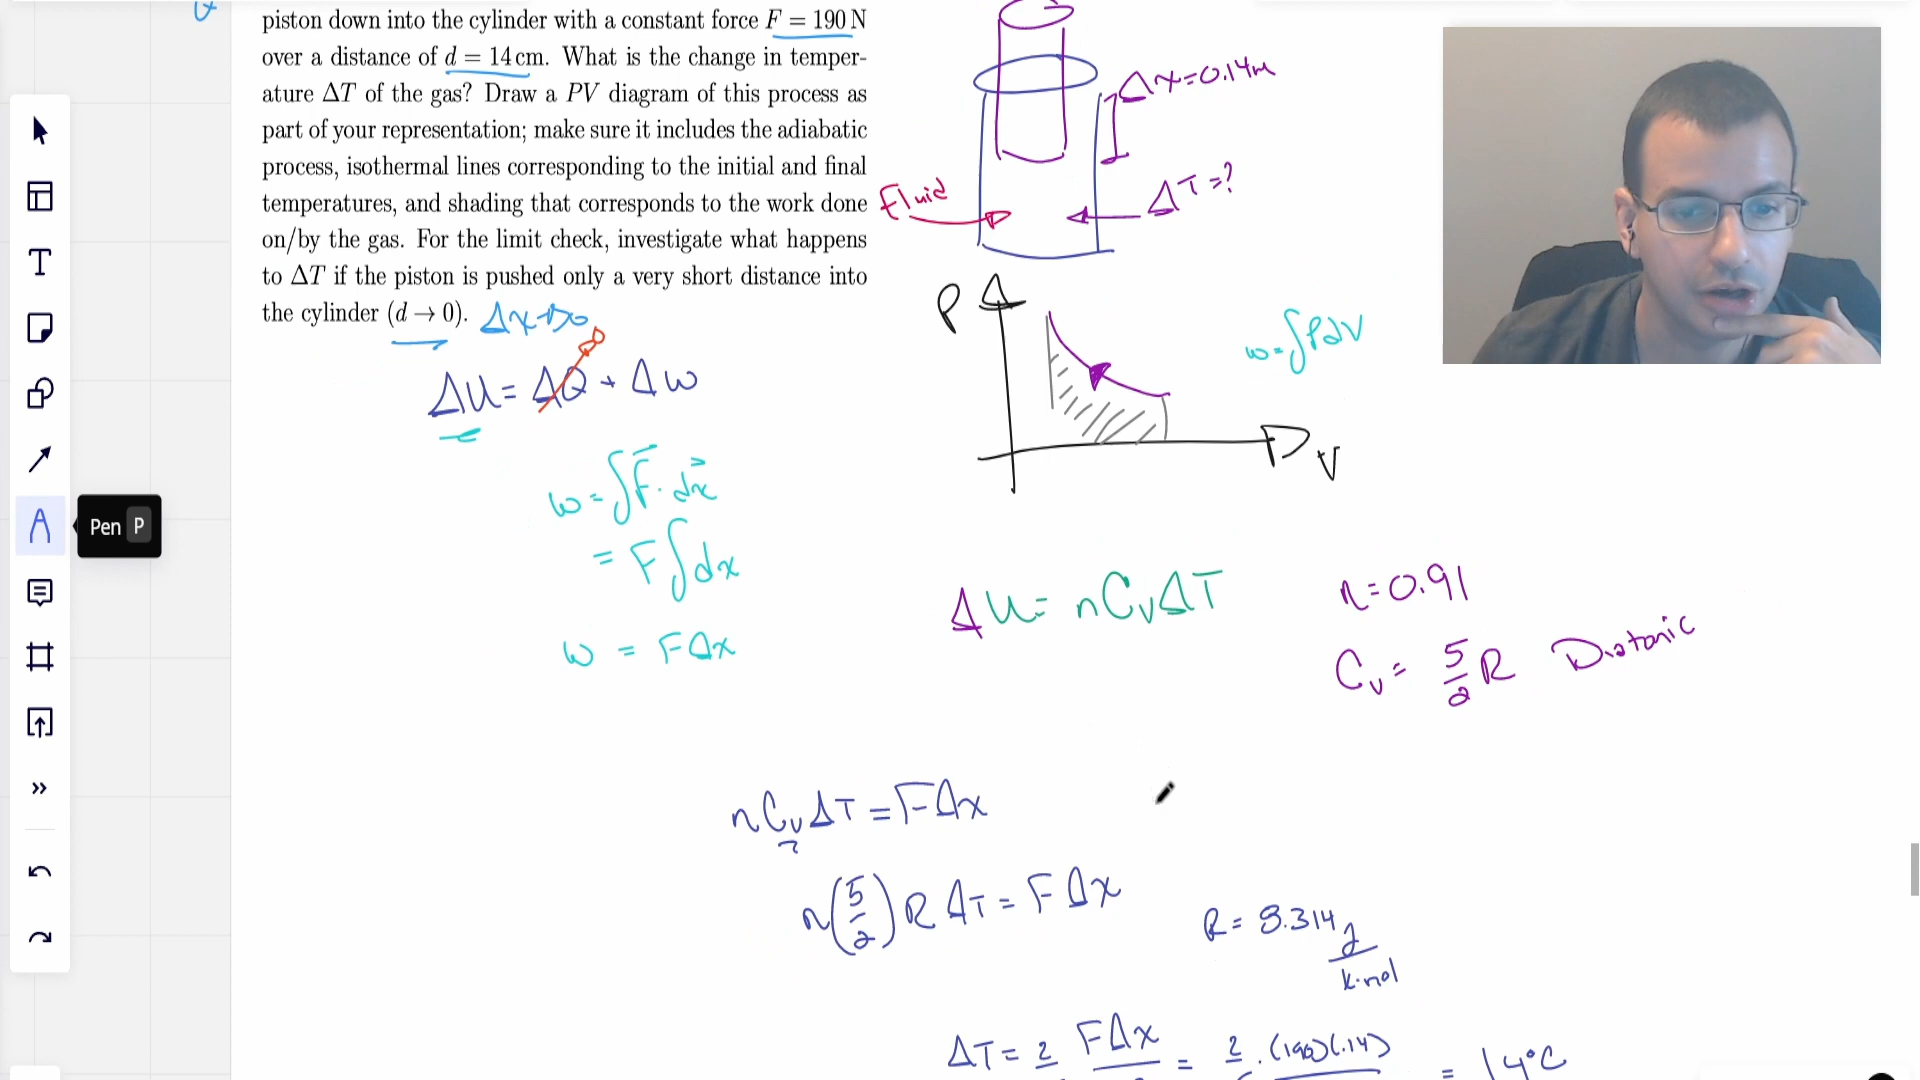 piston down into the cylinder with a constant force F = 190 N
over a distance of d = 14 cm. What is the change in temper-
ature ΔT of the gas? Draw a PV diagram of this process as
part of your representation; make sure it includes the adiabatic
process, isothermal lines corresponding to the initial and final
temperatures, and shading that corresponds to the work done
on/by the gas. For the limit check, investigate what happens
to ΔT if the piston is pushed only a very short distance into
the cylinder (d → 0). Δx→0
Δx=0.14m
Fluid
ΔT=?
P
V
w=∫PdV
ΔU = ΔQ + Δw
w=∫F⃗·dx⃗
= F∫dx
w = FΔx
Pen P
ΔU= nCvΔT
n=0.91
Cv= 5/2 R Diatomic
nCvΔT=FΔx
n(5/2)RΔT=FΔx
R= 8.314 J/k·mol
ΔT= 2 FΔx = 2 ·(190)(.14) = 14°C